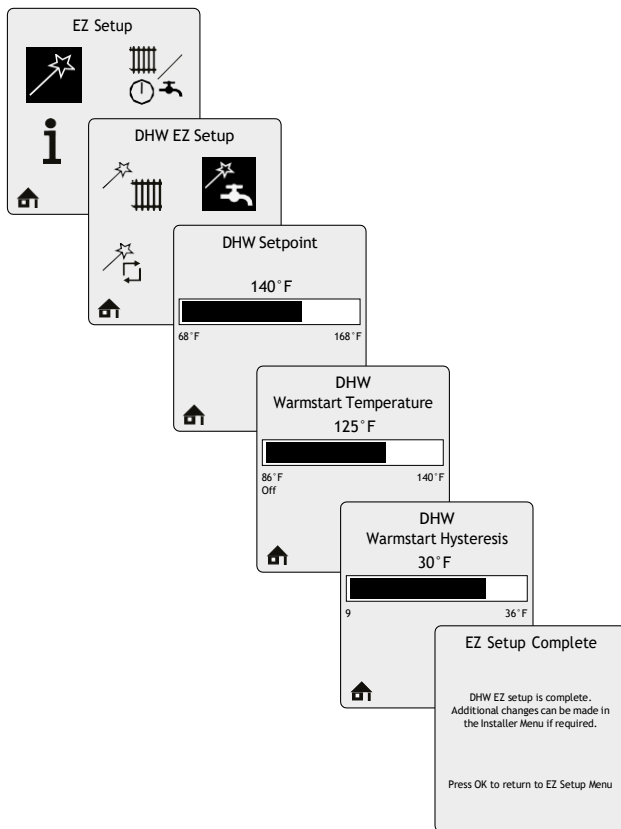 EZ Setup
DHW EZ Setup
DHW Setpoint
140°F
68°F 168°F
DHW
Warmstart Temperature
125°F
86°F 140°F
Off
DHW
Warmstart Hysteresis
30°F
9 36°F
EZ Setup Complete
DHW EZ setup is complete.
Additional changes can be made in
the Installer Menu if required.
Press OK to return to EZ Setup Menu